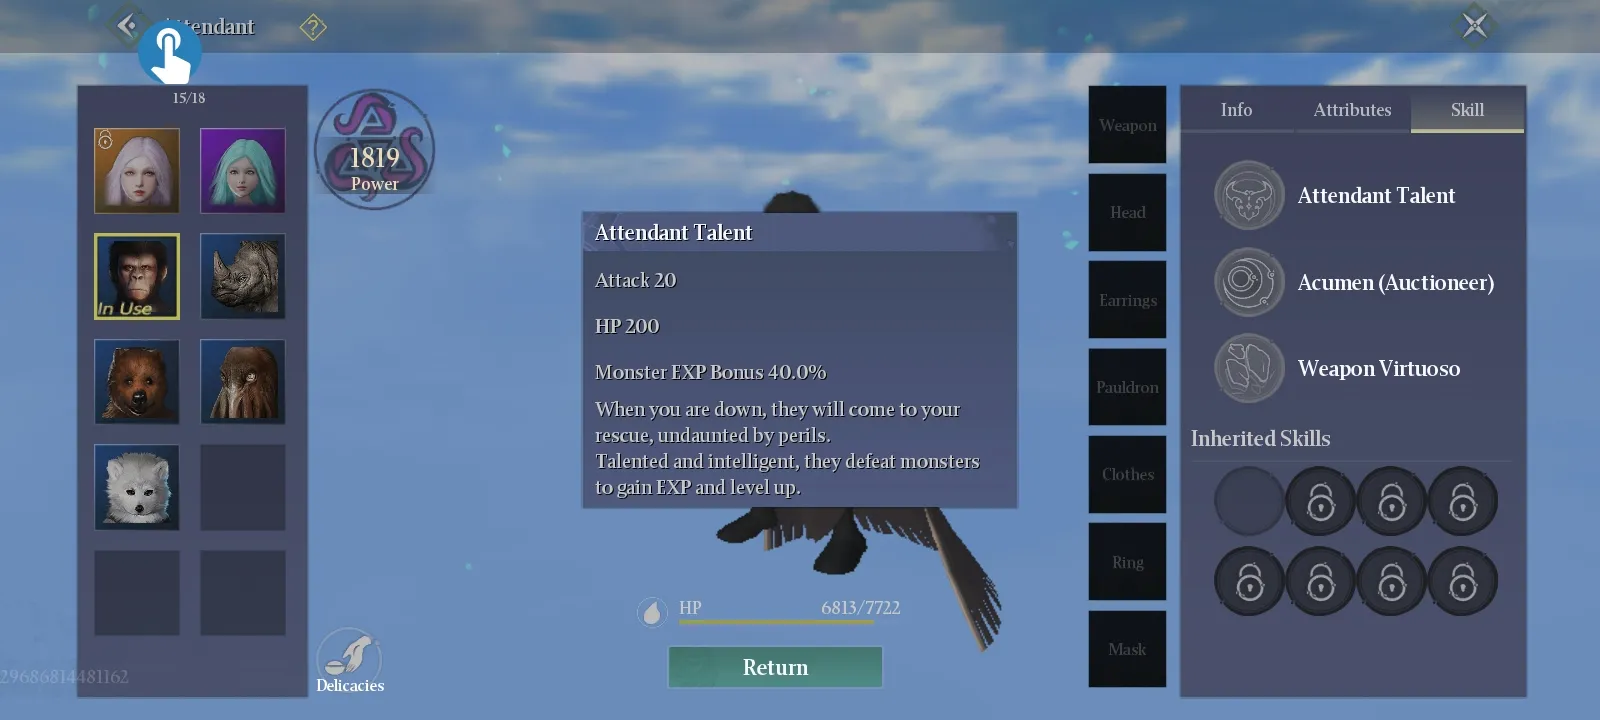 tendant
?
15/18
1819
Power
In Use
Attendant Talent
Attack 20
HP 200
Monster EXP Bonus 40.0%
When you are down, they will come to your
rescue, undaunted by perils.
Talented and intelligent, they defeat monsters
to gain EXP and level up.
HP 6813/7722
Return
Delicacies
29686814481162
Weapon
Head
Earrings
Pauldron
Clothes
Ring
Mask
Info Attributes Skill
Attendant Talent
Acumen (Auctioneer)
Weapon Virtuoso
Inherited Skills